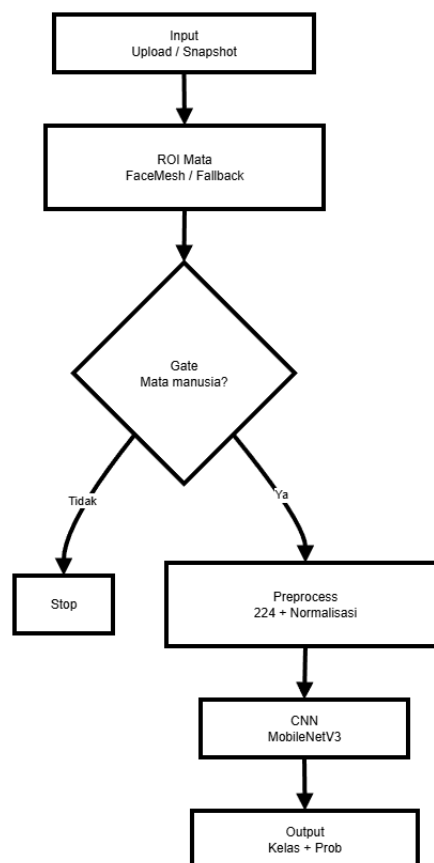 Input
Upload / Snapshot
ROI Mata
FaceMesh / Fallback
Gate
Mata manusia?
Tidak
Ya
Stop
Preprocess
224 + Normalisasi
CNN
MobileNetV3
Output
Kelas + Prob